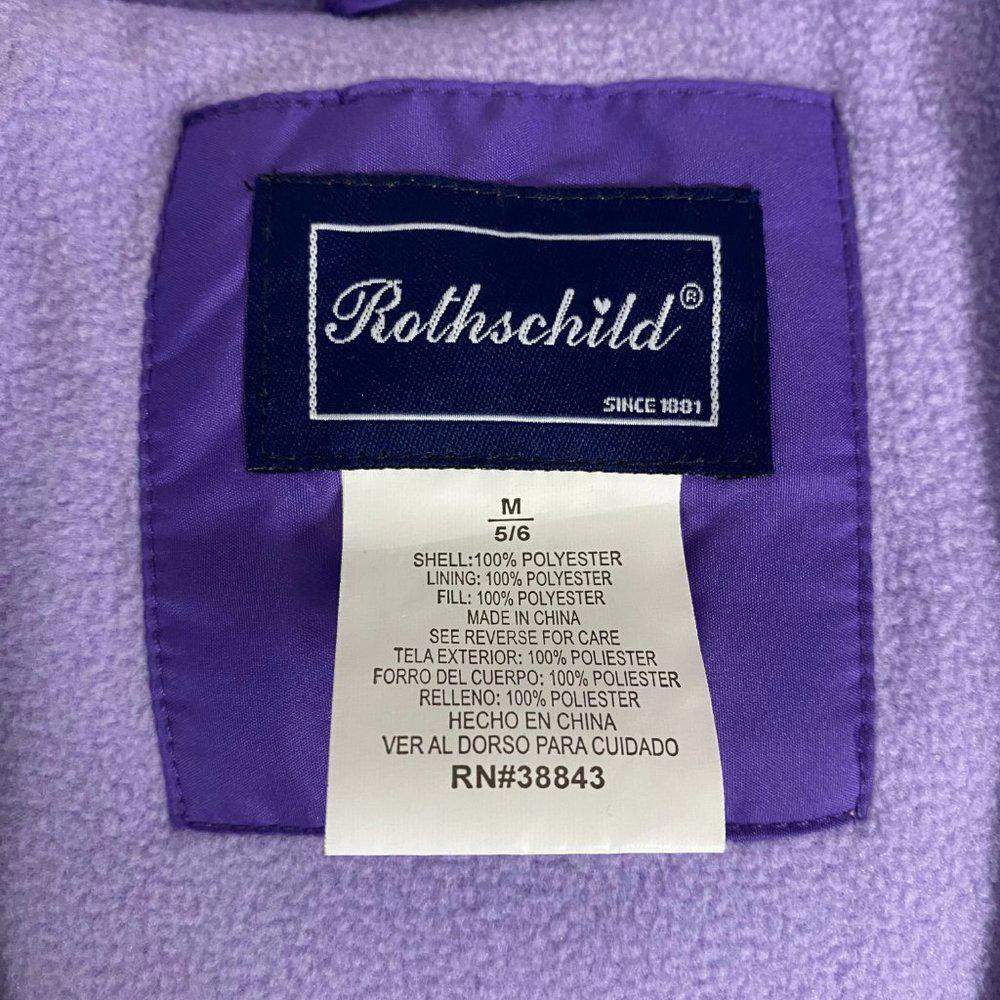 Rothschild®
SINCE 1881
M
5/6
SHELL:100% POLYESTER
LINING: 100% POLYESTER
FILL: 100% POLYESTER
MADE IN CHINA
SEE REVERSE FOR CARE
TELA EXTERIOR: 100% POLIESTER
FORRO DEL CUERPO: 100% POLIESTER
RELLENO: 100% POLIESTER
HECHO EN CHINA
VER AL DORSO PARA CUIDADO
RN#38843